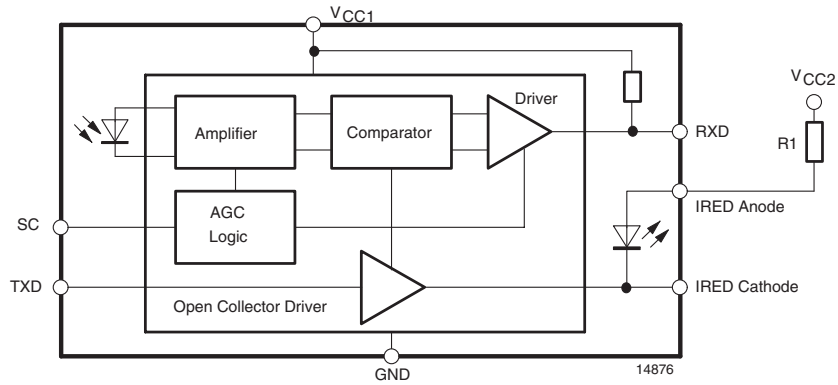 VCC1
Driver
VCC2
Amplifier
Comparator
R1
RXD
SC
AGC
Logic
IRED Anode
TXD
Open Collector Driver
IRED Cathode
GND
14876